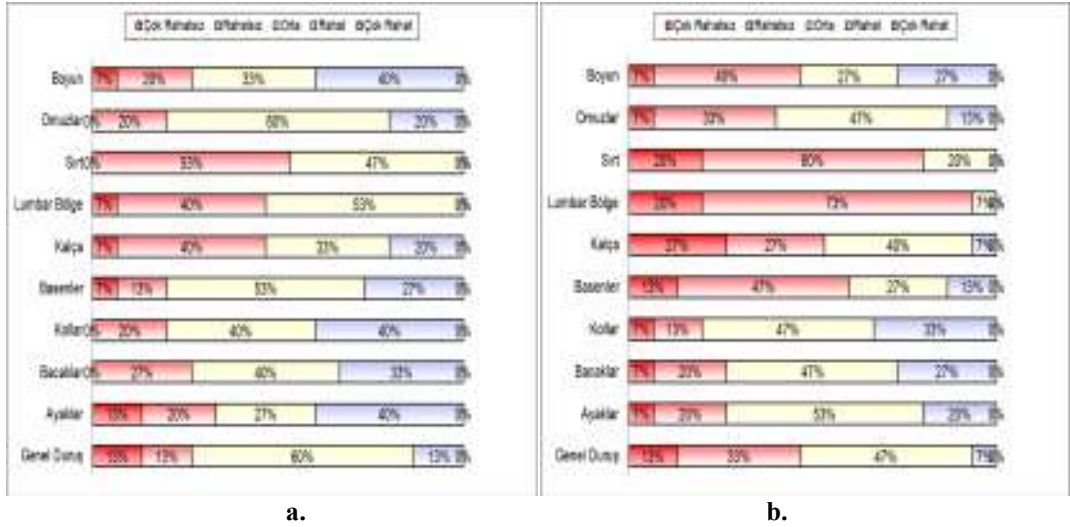 Çok Rahatsız Rahatsız Orta Rahat Çok Rahat
Boyun 7% 20% 33% 40% 0%
Omuzlar 0% 20% 60% 20% 0%
Sırt 0% 53% 47% 0%
Lumbar Bölge 7% 40% 53% 0%
Kalça 7% 40% 33% 20% 0%
Basenler 7% 13% 53% 27% 0%
Kollar 0% 20% 40% 40% 0%
Bacaklar 0% 27% 40% 33% 0%
Ayaklar 13% 20% 27% 40% 0%
Genel Duruş 13% 13% 60% 13% 0%
a.
Çok Rahatsız Rahatsız Orta Rahat Çok Rahat
Boyun 7% 40% 27% 27% 0%
Omuzlar 7% 33% 47% 13% 0%
Sırt 20% 60% 20% 0%
Lumbar Bölge 20% 73% 7% 0%
Kalça 27% 27% 40% 7% 0%
Basenler 13% 47% 27% 13% 0%
Kollar 7% 13% 47% 33% 0%
Bacaklar 7% 20% 47% 27% 0%
Ayaklar 7% 20% 53% 20% 0%
Genel Duruş 13% 33% 47% 7% 0%
b.